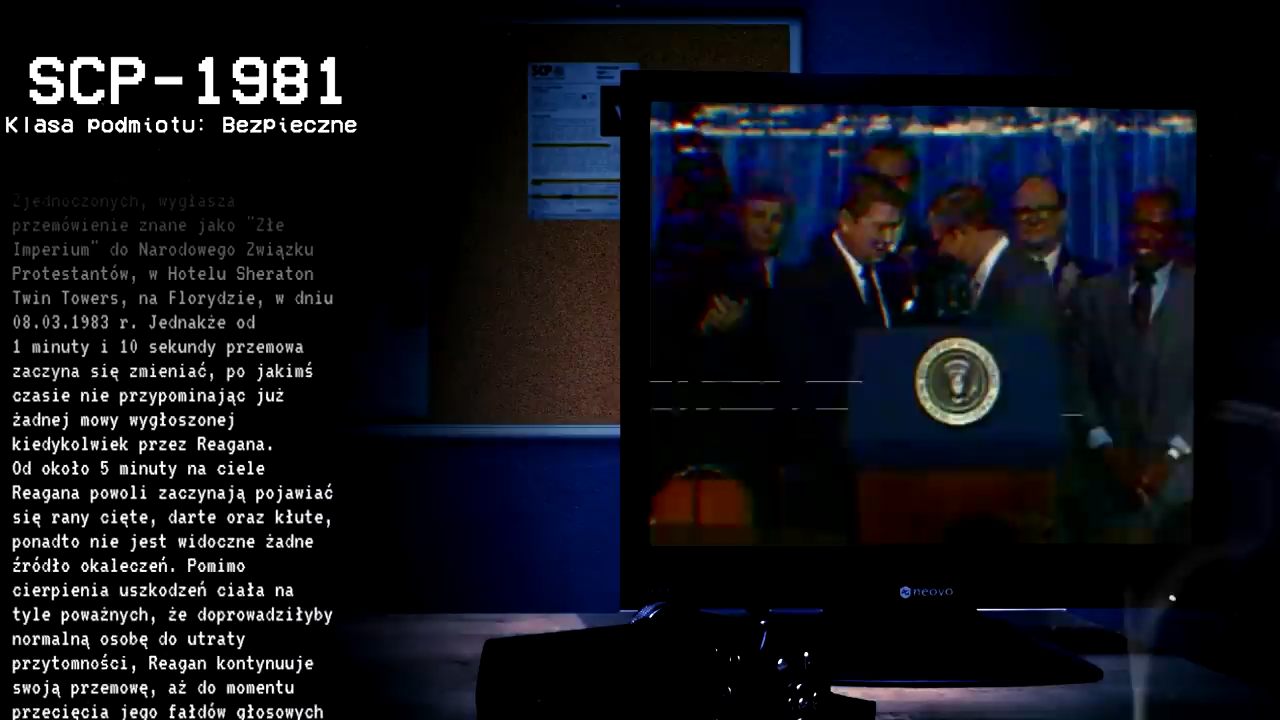 SCP-1981
Klasa podmiotu: Bezpieczne
Zjednoczonych, wygłasza
przemówienie znane jako "Złe
Imperium" do Narodowego Związku
Protestantów, w Hotelu Sheraton
Twin Towers, na Florydzie, w dniu
08.03.1983 r. Jednakże od
1 minuty i 10 sekundy przemowa
zaczyna się zmieniać, po jakimś
czasie nie przypominając już
żadnej mowy wygłoszonej
kiedykolwiek przez Reagana.
Od około 5 minuty na ciele
Reagana powoli zaczynają pojawiać
się rany cięte, darte oraz kłute,
ponadto nie jest widoczne żadne
źródło okaleczeń. Pomimo
cierpienia uszkodzeń ciała na
tyle poważnych, że doprowadziłyby
normalną osobę do utraty
przytomności, Reagan kontynuuje
swoją przemowę, aż do momentu
przecięcia jego fałdów głosowych
SCP
neovo